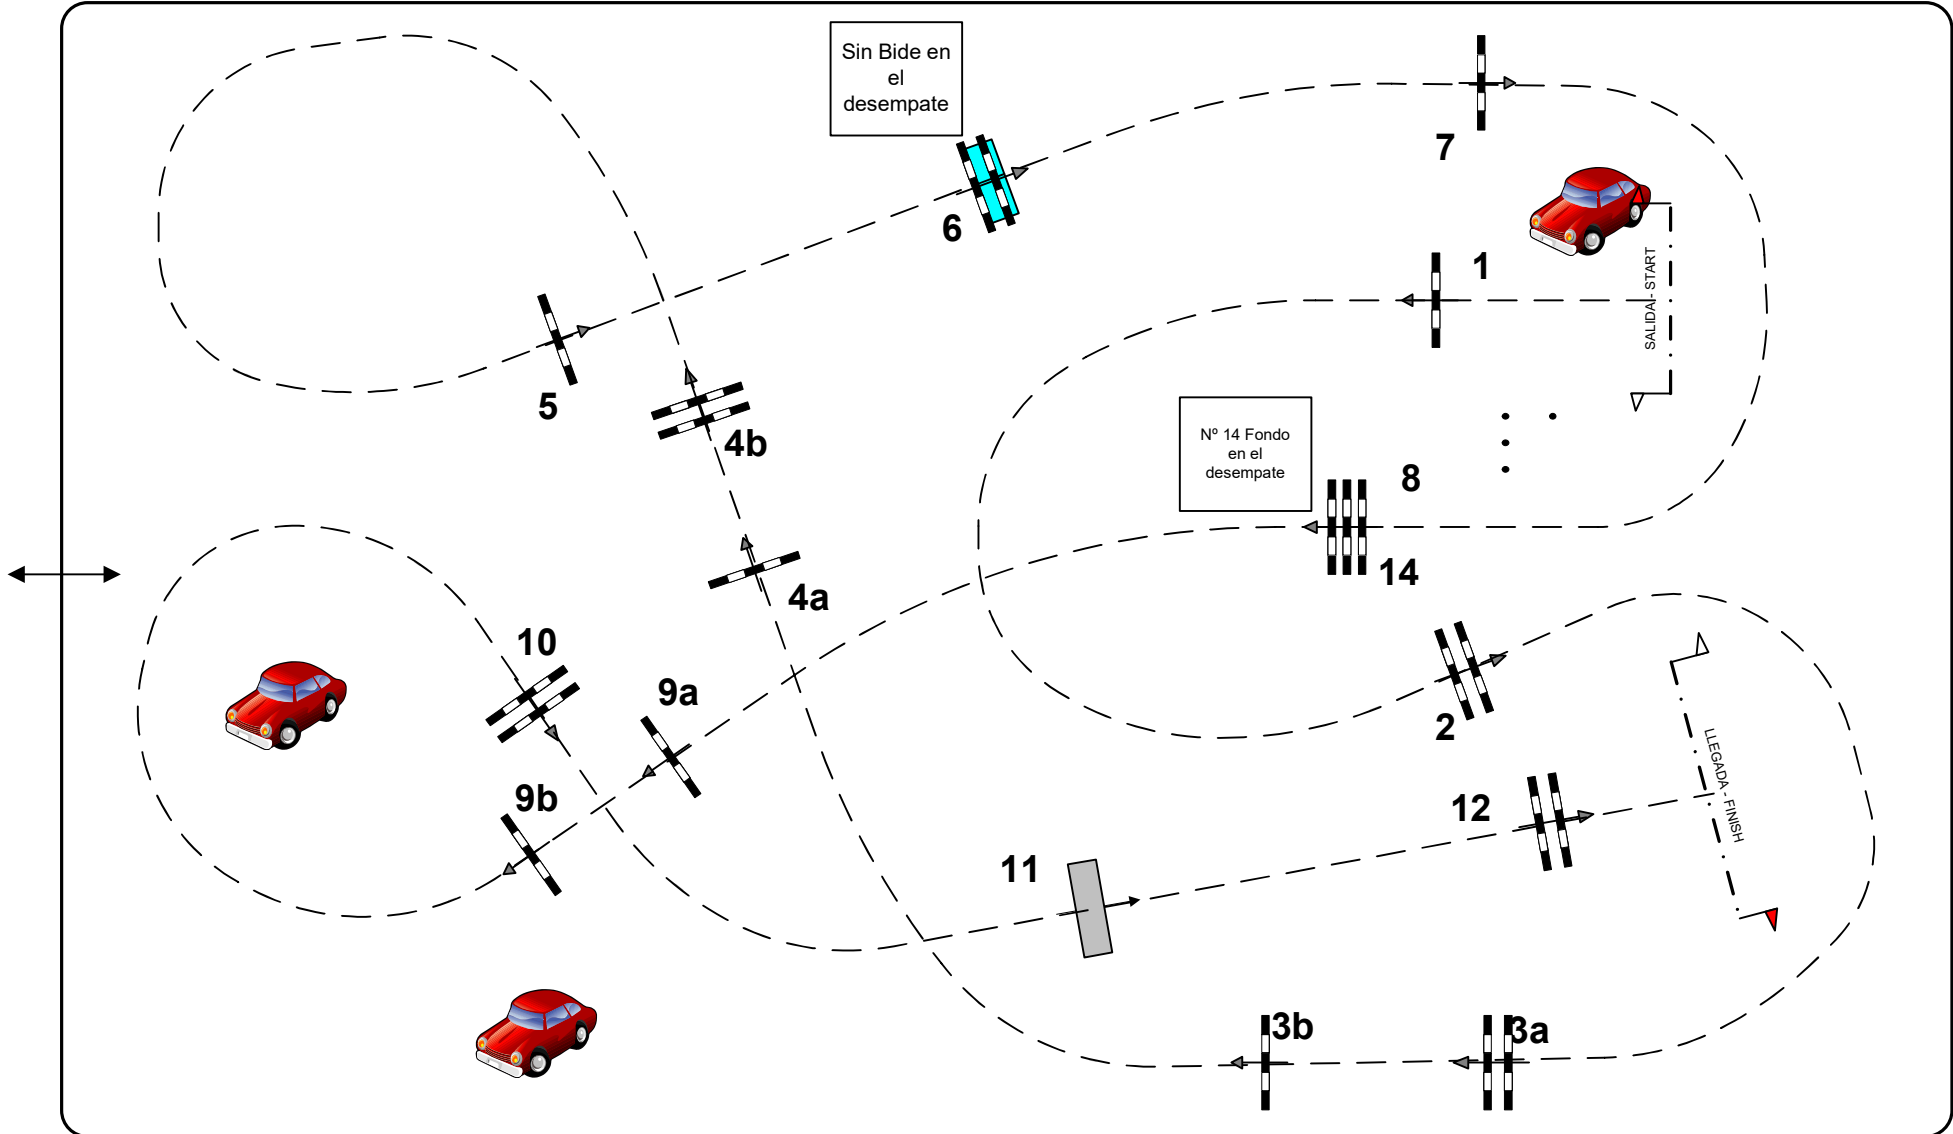 Sin Bide en
el
desempate
7
6
1
SALIDA - START
5
4b
Nº 14 Fondo
en el
desempate
8
14
4a
10
9a
2
LLEGADA - FINISH
9b
12
11
3b
3a